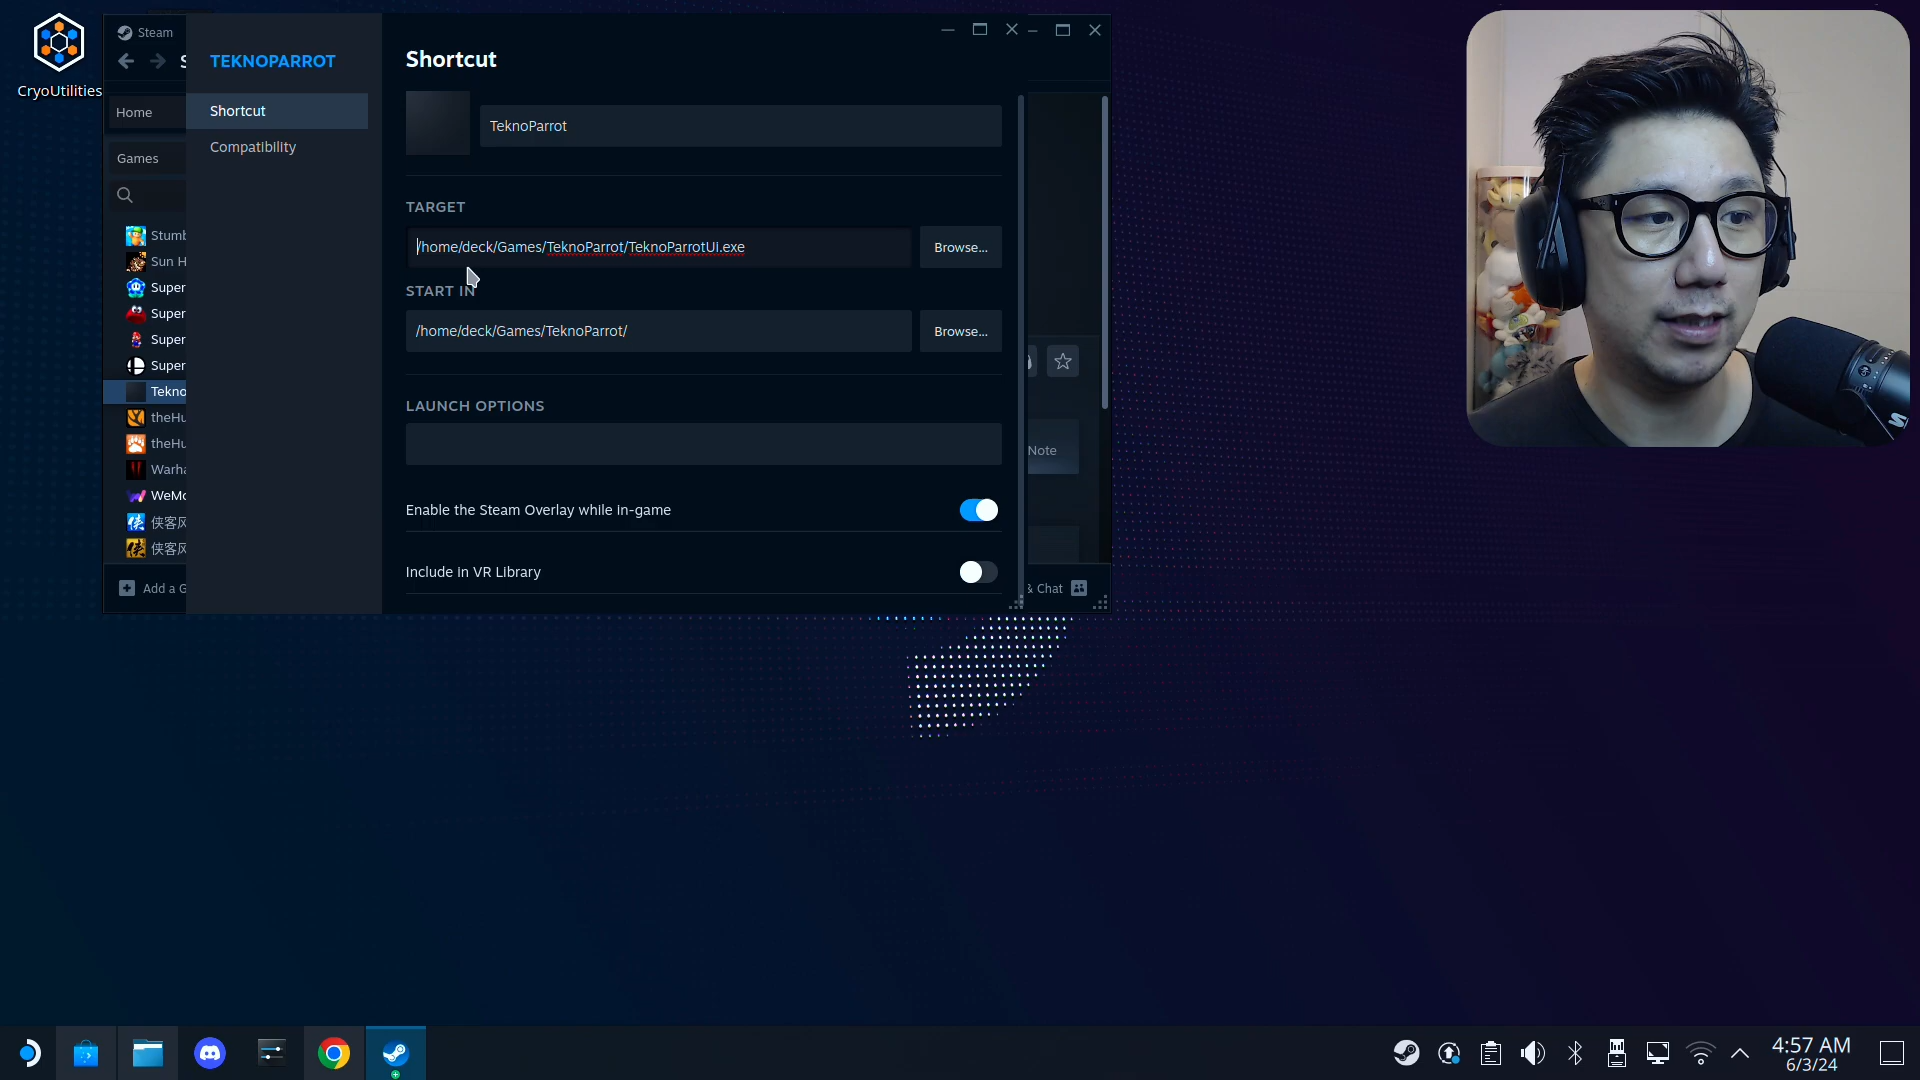 CryoUtilities
Steam
S
Home
Games
Stumb
Sun H
Super
Super
Super
Super
Tekno
theHu
theHu
Warha
WeMo
侠客风
侠客风
Add a G
TEKNOPARROT
Shortcut
Compatibility
Shortcut
TeknoParrot
TARGET
/home/deck/Games/TeknoParrot/TeknoParrotUi.exe
Browse...
START IN
/home/deck/Games/TeknoParrot/
Browse...
LAUNCH OPTIONS
Enable the Steam Overlay while in-game
Include in VR Library
Note
& Chat
4:57 AM
6/3/24